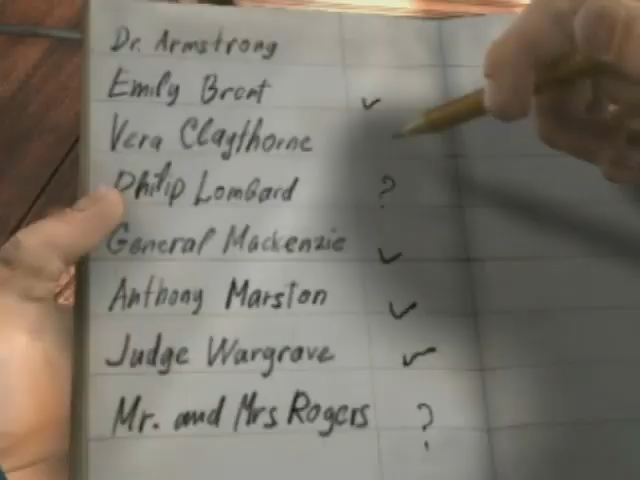 Dr. Armstrong
Emily Brent ✓
Vera Claythorne
Philip Lombard ?
General Mackenzie ✓
Anthony Marston ✓
Judge Wargrave ✓
Mr. and Mrs Rogers ?